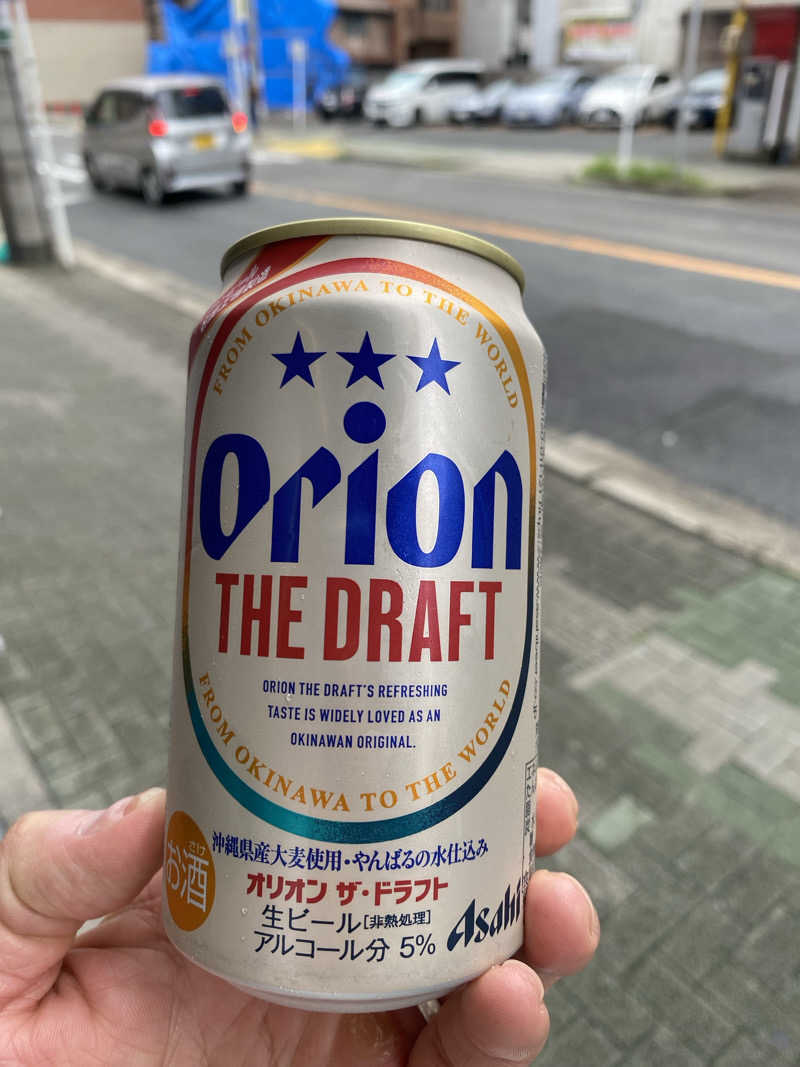 FROM OKINAWA TO THE WORLD
Orion
THE DRAFT
ORION THE DRAFT'S REFRESHING
TASTE IS WIDELY LOVED AS AN
OKINAWAN ORIGINAL.
FROM OKINAWA TO THE WORLD
さけ
お酒
沖縄県産大麦使用・やんばるの水仕込み
オリオン ザ・ドラフト
生ビール[非熱処理]
アルコール分 5%
Asahi